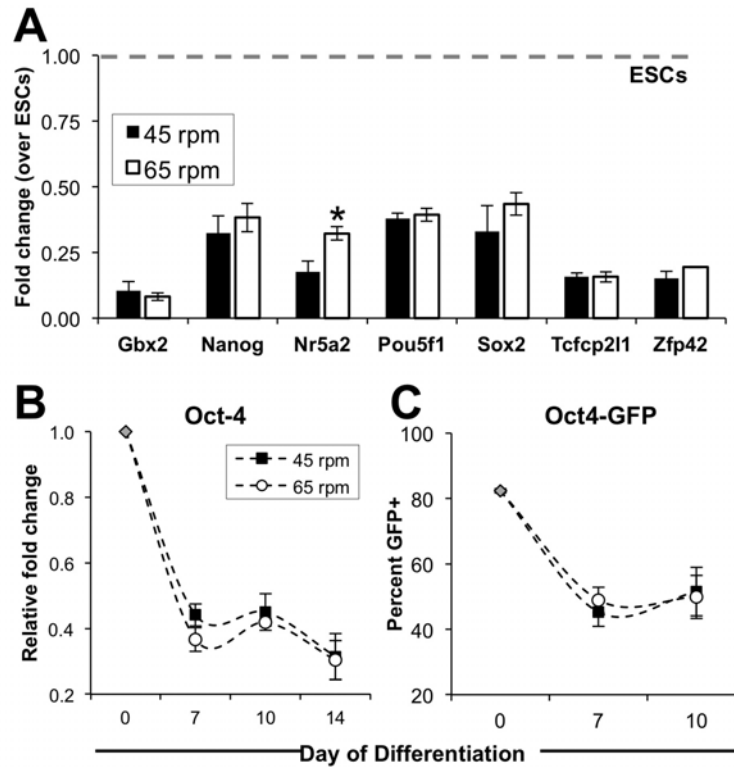 A
Fold change (over ESCs)
1.00
0.75
0.50
0.25
0.00
ESCs
45 rpm
65 rpm
*
Gbx2 Nanog Nr5a2 Pou5f1 Sox2 Tcfcp2l1 Zfp42
B
Oct-4
Relative fold change
1.0
0.8
0.6
0.4
0.2
45 rpm
65 rpm
0 7 10 14
C
Oct4-GFP
Percent GFP+
100
80
60
40
20
0 7 10
Day of Differentiation